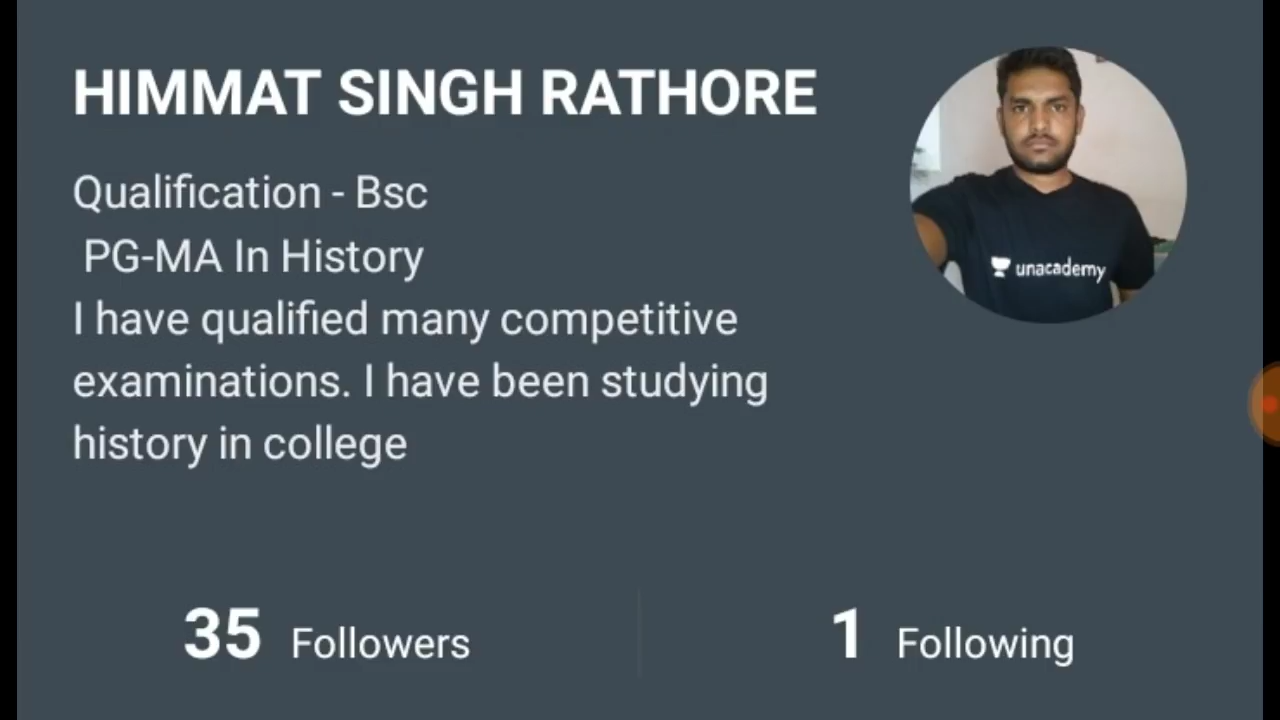 HIMMAT SINGH RATHORE
Qualification - Bsc
PG-MA In History
I have qualified many competitive
examinations. I have been studying
history in college
unacademy
35 Followers
1 Following